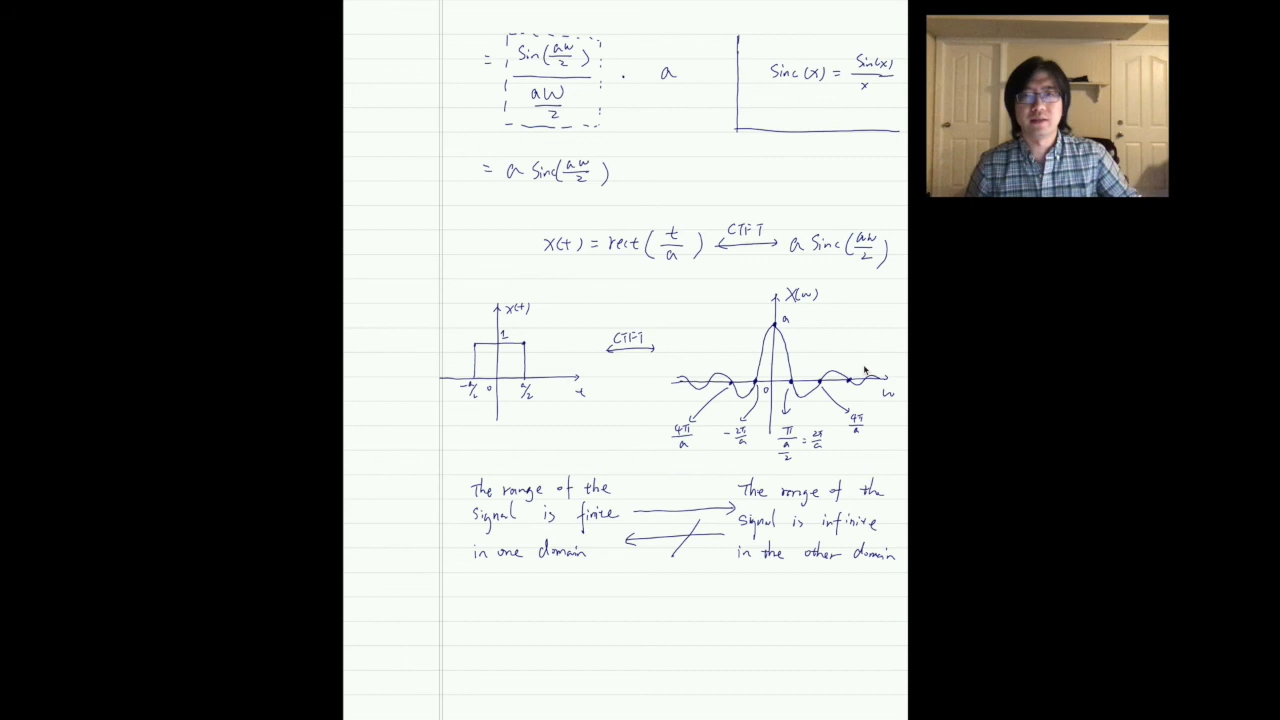 = sin(aω/2) / (aω/2) · a
Sinc(x) = Sin(x)/x
= a Sinc(aω/2)
x(t) = rect(t/a) ⟷ CTFT a Sinc(aω/2)
x(t)
1
-a/2 0 a/2 t
CTFT
X(ω)
a
0 ω
4π/a -2π/a π/(a/2) = 2π/a 4π/a
The range of the
signal is finite
in one domain
The range of the
signal is infinite
in the other domain